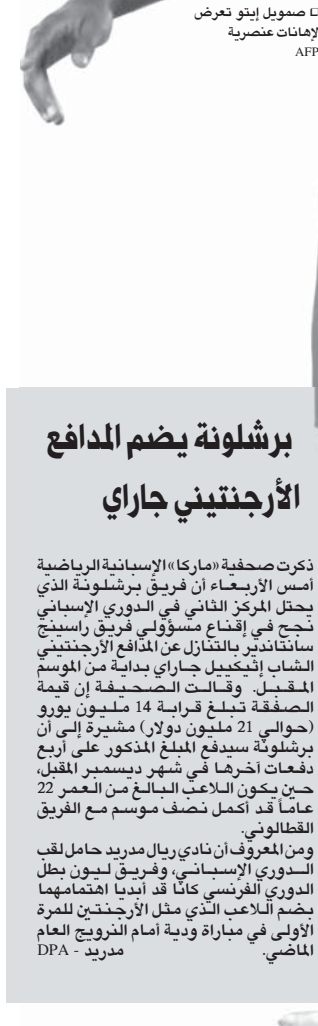 □ صمويل إيتو تعرض
لإهانات عنصرية
AFP
برشلونة يضم المدافع
الأرجنتيني جاراي
ذكرت صحفية «ماركا» الإسبانية الرياضية
أمس الأربعاء أن فريق برشلونة الذي
يحتل المركز الثاني في الدوري الإسباني
نجح في إقناع مسؤولي فريق راسينج
سانتاندير بالتنازل عن المدافع الأرجنتيني
الشاب إثيكييل جاراي بداية من الموسم
المقبل. وقالت الصحيفة إن قيمة
الصفقة تبلغ قرابة 14 مليون يورو
(حوالي 21 مليون دولار) مشيرة إلى أن
برشلونة سيدفع المبلغ المذكور على أربع
دفعات آخرها في شهر ديسمبر المقبل،
حين يكون اللاعب البالغ من العمر 22
عاماً قد أكمل نصف موسم مع الفريق
القطالوني.
ومن المعروف أن نادي ريال مدريد حامل لقب
الدوري الإسباني، وفريق ليون بطل
الدوري الفرنسي كانا قد أبديا اهتمامهما
بضم اللاعب الذي مثل الأرجنتين للمرة
الأولى في مباراة ودية أمام النرويج العام
الماضي. مدريد - DPA